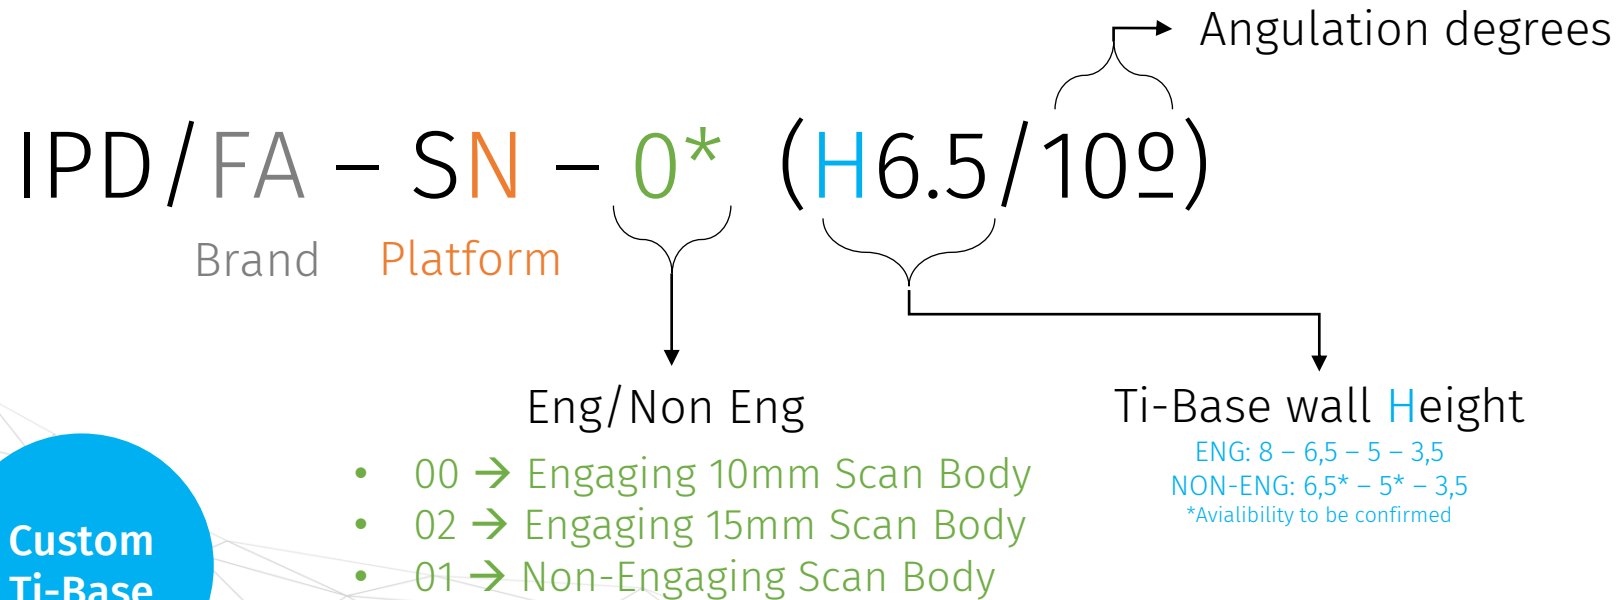 Angulation degrees
IPD/FA – SN – 0* (H6.5/10º)
Brand
Platform
Eng/Non Eng
• 00 → Engaging 10mm Scan Body
• 02 → Engaging 15mm Scan Body
• 01 → Non-Engaging Scan Body
Ti-Base wall Height
ENG: 8 – 6,5 – 5 – 3,5
NON-ENG: 6,5* – 5* – 3,5
*Avialibility to be confirmed
Custom
Ti-Base